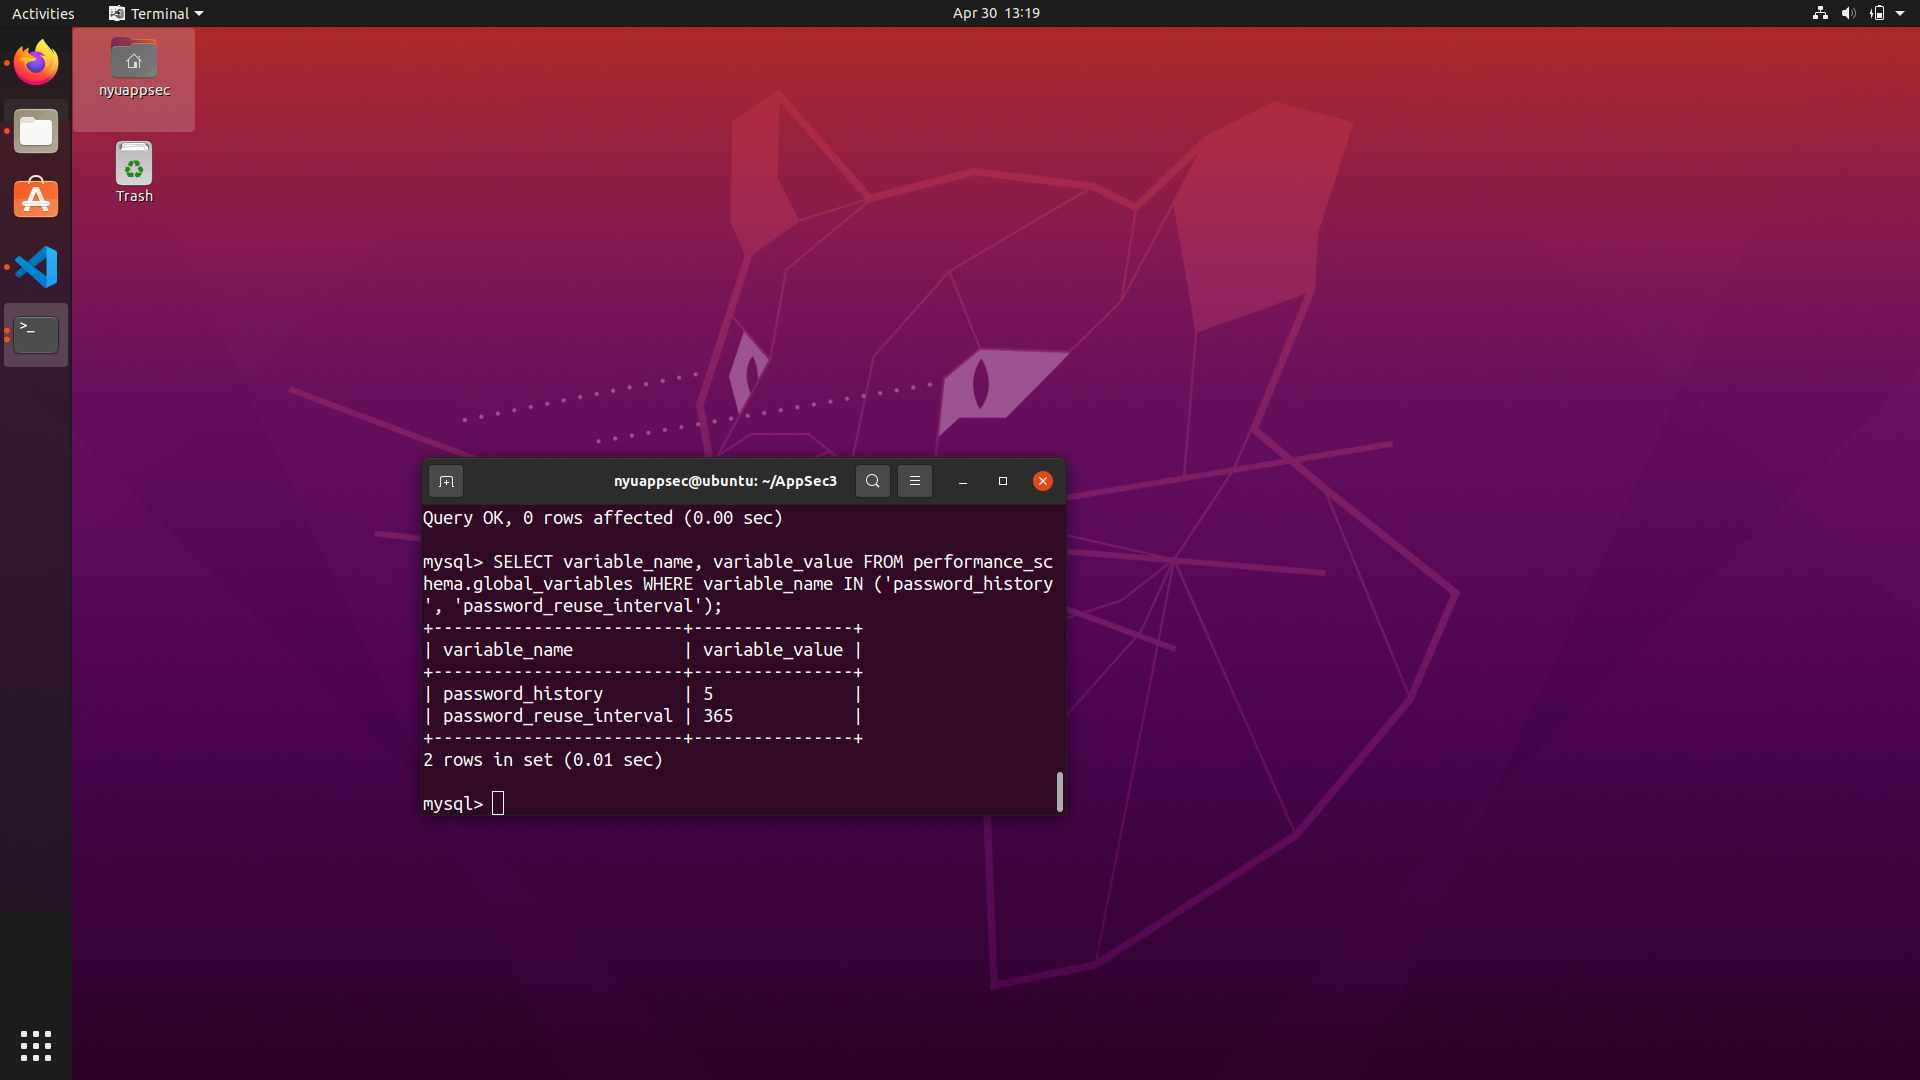 Activities
Terminal
Apr 30 13:19
nyuappsec
Trash
nyuappsec@ubuntu: ~/AppSec3
Query OK, 0 rows affected (0.00 sec)
mysql> SELECT variable_name, variable_value FROM performance_sc
hema.global_variables WHERE variable_name IN ('password_history
', 'password_reuse_interval');
+-------------------------+----------------+
| variable_name           | variable_value |
+-------------------------+----------------+
| password_history        | 5              |
| password_reuse_interval | 365            |
+-------------------------+----------------+
2 rows in set (0.01 sec)
mysql>